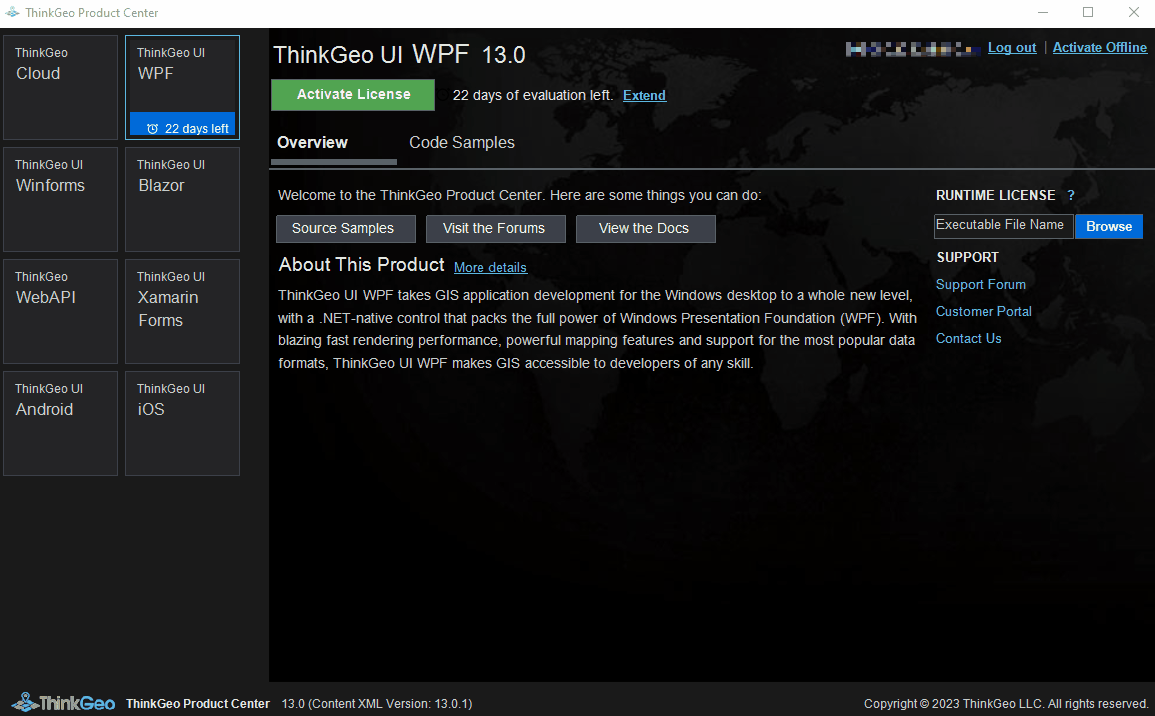 ThinkGeo Product Center
ThinkGeo
Cloud
ThinkGeo UI
WPF
22 days left
ThinkGeo UI
Winforms
ThinkGeo UI
Blazor
ThinkGeo
WebAPI
ThinkGeo UI
Xamarin
Forms
ThinkGeo UI
Android
ThinkGeo UI
iOS
ThinkGeo UI WPF 13.0
Log out | Activate Offline
Activate License
22 days of evaluation left. Extend
Overview
Code Samples
Welcome to the ThinkGeo Product Center. Here are some things you can do:
Source Samples
Visit the Forums
View the Docs
About This Product More details
ThinkGeo UI WPF takes GIS application development for the Windows desktop to a whole new level,
with a .NET-native control that packs the full power of Windows Presentation Foundation (WPF). With
blazing fast rendering performance, powerful mapping features and support for the most popular data
formats, ThinkGeo UI WPF makes GIS accessible to developers of any skill.
RUNTIME LICENSE ?
Executable File Name Browse
SUPPORT
Support Forum
Customer Portal
Contact Us
ThinkGeo ThinkGeo Product Center 13.0 (Content XML Version: 13.0.1)
Copyright © 2023 ThinkGeo LLC. All rights reserved.